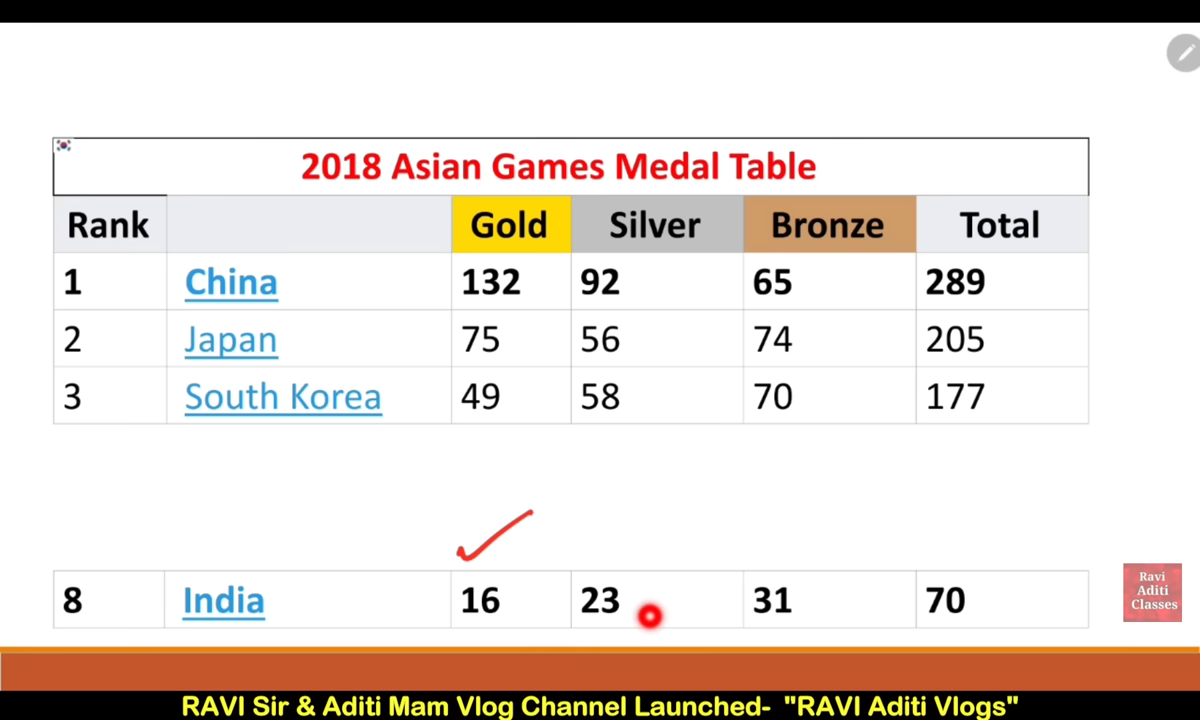 2018 Asian Games Medal Table
Rank Gold Silver Bronze Total
1 China 132 92 65 289
2 Japan 75 56 74 205
3 South Korea 49 58 70 177
8 India 16 23 31 70
Ravi
Aditi
Classes
RAVI Sir & Aditi Mam Vlog Channel Launched- "RAVI Aditi Vlogs"